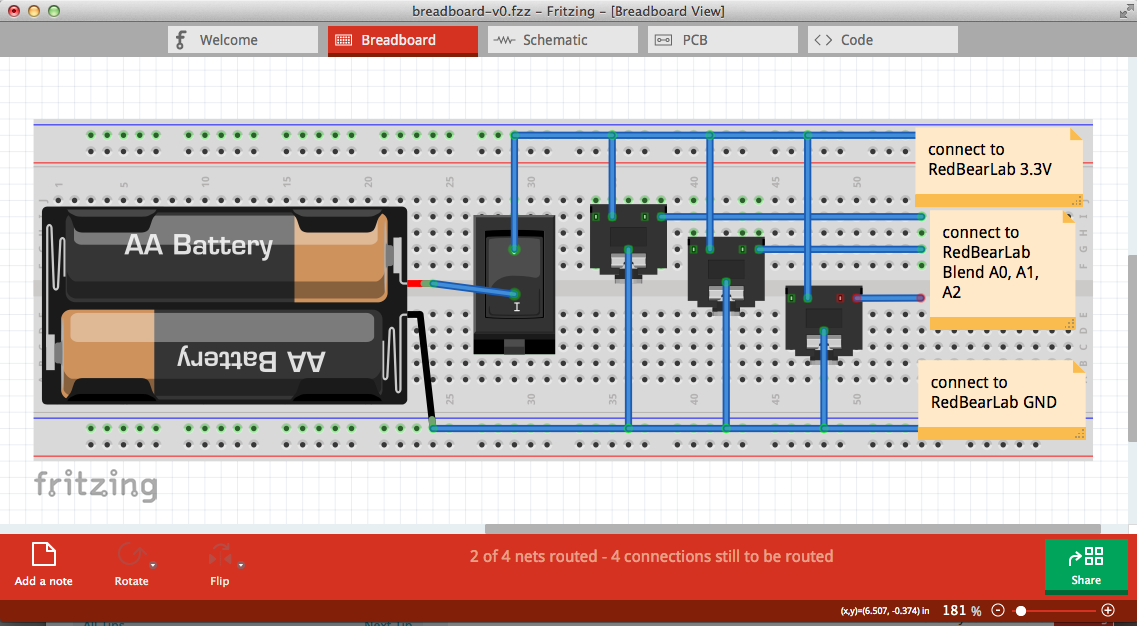 breadboard-v0.fzz – Fritzing – [Breadboard View]
f Welcome
Breadboard
Schematic
PCB
Code
connect to
RedBearLab 3.3V
1 5 10 15 20 25 30 35 40 45 50
J
I
H
G
F
connect to
RedBearLab
Blend A0, A1,
A2
AA Battery
I
AA Battery
E
D
C
B
connect to
RedBearLab GND
25 30 35 40 45 50
fritzing
2 of 4 nets routed - 4 connections still to be routed
Add a note
Rotate
Flip
Share
(x,y)=(6.507, -0.374) in 181 %